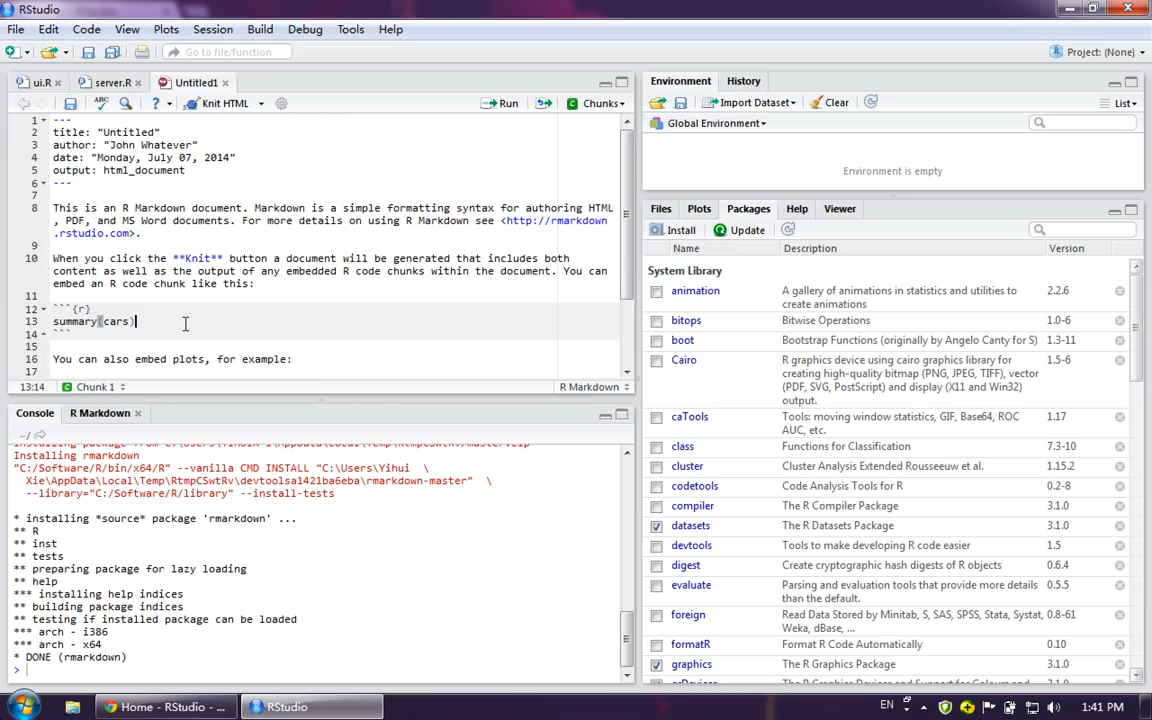 RStudio
File Edit Code View Plots Session Build Debug Tools Help
Go to file/function
Project: (None)
ui.R server.R Untitled1
Knit HTML Run Chunks
1 ---
2 title: "Untitled"
3 author: "John Whatever"
4 date: "Monday, July 07, 2014"
5 output: html_document
6 ---
7
8 This is an R Markdown document. Markdown is a simple formatting syntax for authoring HTML
, PDF, and MS Word documents. For more details on using R Markdown see <http://rmarkdown
.rstudio.com>.
9
10 When you click the **Knit** button a document will be generated that includes both
content as well as the output of any embedded R code chunks within the document. You can
embed an R code chunk like this:
11
12 ```{r}
13 summary(cars)
14 ```
15
16 You can also embed plots, for example:
17
13:14 Chunk 1 R Markdown
Console R Markdown
~/
Installing rmarkdown
"C:/Software/R/bin/x64/R" --vanilla CMD INSTALL "C:\Users\Yihui \
Xie\AppData\Local\Temp\RtmpCSwtRv\devtoolsa1421ba6eba\rmarkdown-master" \
--library="C:/Software/R/library" --install-tests
* installing *source* package 'rmarkdown' ...
** R
** inst
** tests
** preparing package for lazy loading
** help
*** installing help indices
** building package indices
** testing if installed package can be loaded
*** arch - i386
*** arch - x64
* DONE (rmarkdown)
>
Environment History
Import Dataset Clear List
Global Environment
Environment is empty
Files Plots Packages Help Viewer
Install Update
Name Description Version
System Library
animation A gallery of animations in statistics and utilities to 2.2.6
create animations
bitops Bitwise Operations 1.0-6
boot Bootstrap Functions (originally by Angelo Canty for S) 1.3-11
Cairo R graphics device using cairo graphics library for 1.5-6
creating high-quality bitmap (PNG, JPEG, TIFF), vector
(PDF, SVG, PostScript) and display (X11 and Win32)
output.
caTools Tools: moving window statistics, GIF, Base64, ROC 1.17
AUC, etc.
class Functions for Classification 7.3-10
cluster Cluster Analysis Extended Rousseeuw et al. 1.15.2
codetools Code Analysis Tools for R 0.2-8
compiler The R Compiler Package 3.1.0
datasets The R Datasets Package 3.1.0
devtools Tools to make developing R code easier 1.5
digest Create cryptographic hash digests of R objects 0.6.4
evaluate Parsing and evaluation tools that provide more details 0.5.5
than the default.
foreign Read Data Stored by Minitab, S, SAS, SPSS, Stata, Systat, 0.8-61
Weka, dBase, ...
formatR Format R Code Automatically 0.10
graphics The R Graphics Package 3.1.0
Home - RStudio - ... RStudio EN 1:41 PM